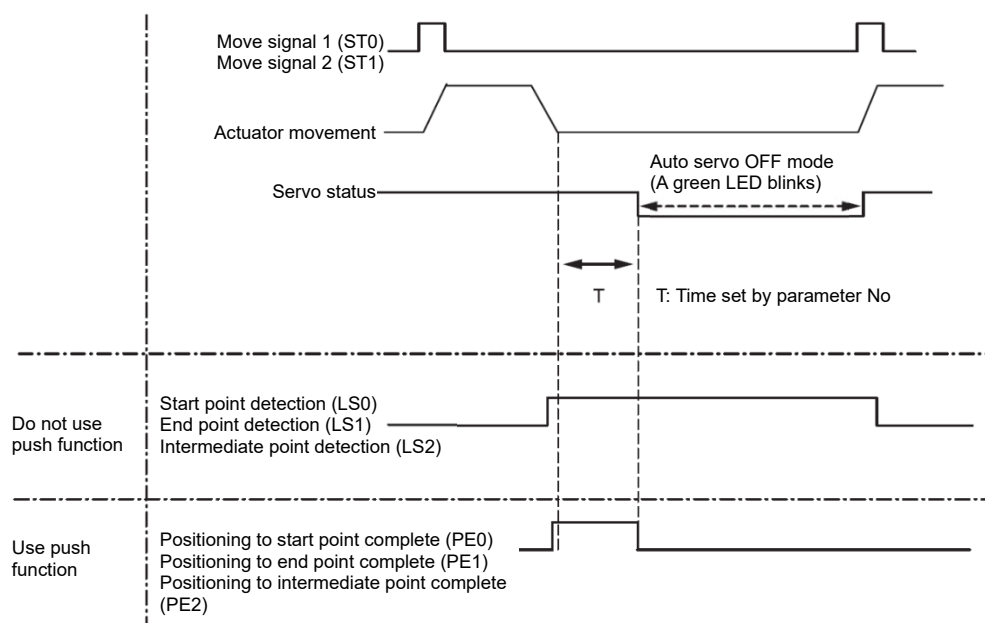 Move signal 1 (ST0)
Move signal 2 (ST1)
Actuator movement
Auto servo OFF mode
(A green LED blinks)
Servo status
T
T: Time set by parameter No
Do not use
push function
Start point detection (LS0)
End point detection (LS1)
Intermediate point detection (LS2)
Use push
function
Positioning to start point complete (PE0)
Positioning to end point complete (PE1)
Positioning to intermediate point complete
(PE2)